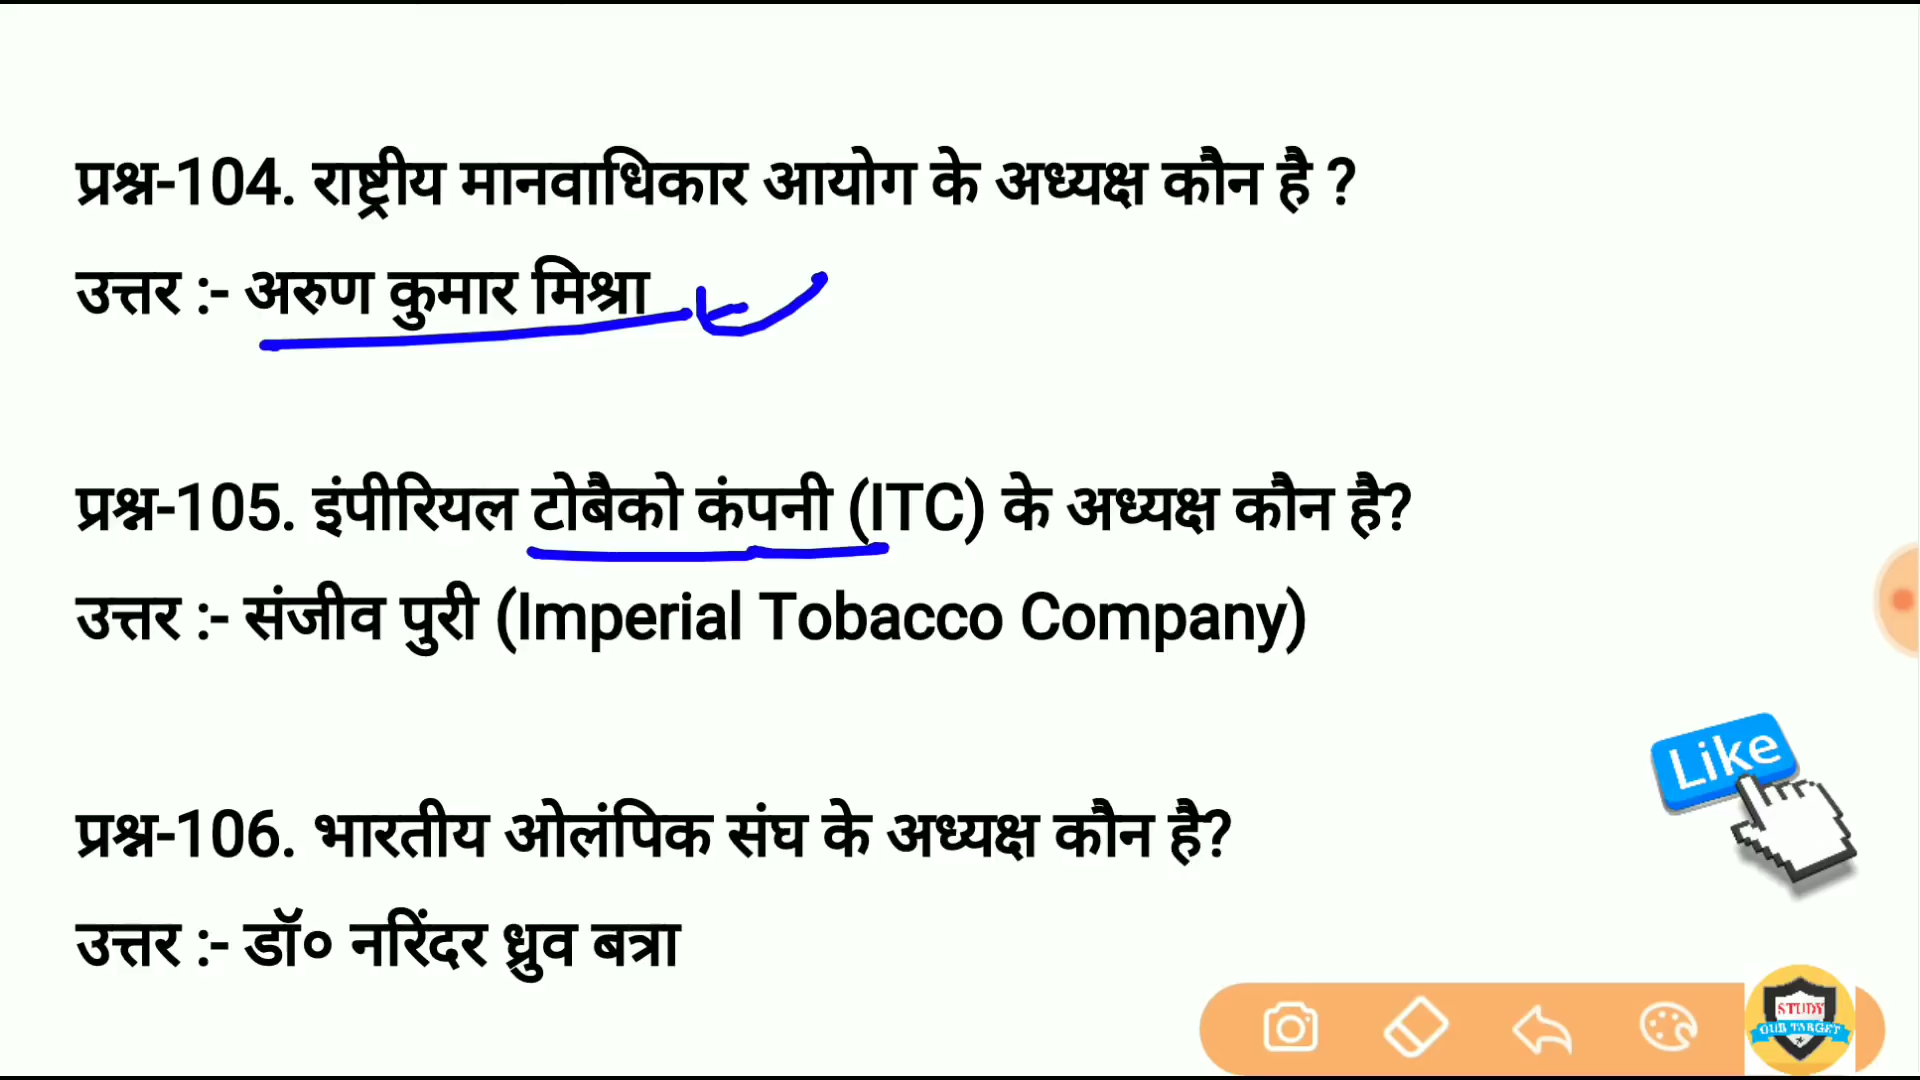 प्रश्न-104. राष्ट्रीय मानवाधिकार आयोग के अध्यक्ष कौन है ?
उत्तर :- अरुण कुमार मिश्रा
प्रश्न-105. इंपीरियल टोबैको कंपनी (ITC) के अध्यक्ष कौन है?
उत्तर :- संजीव पुरी (Imperial Tobacco Company)
Like
प्रश्न-106. भारतीय ओलंपिक संघ के अध्यक्ष कौन है?
उत्तर :- डॉ० नरिंदर ध्रुव बत्रा
STUDY
OUR TARGET